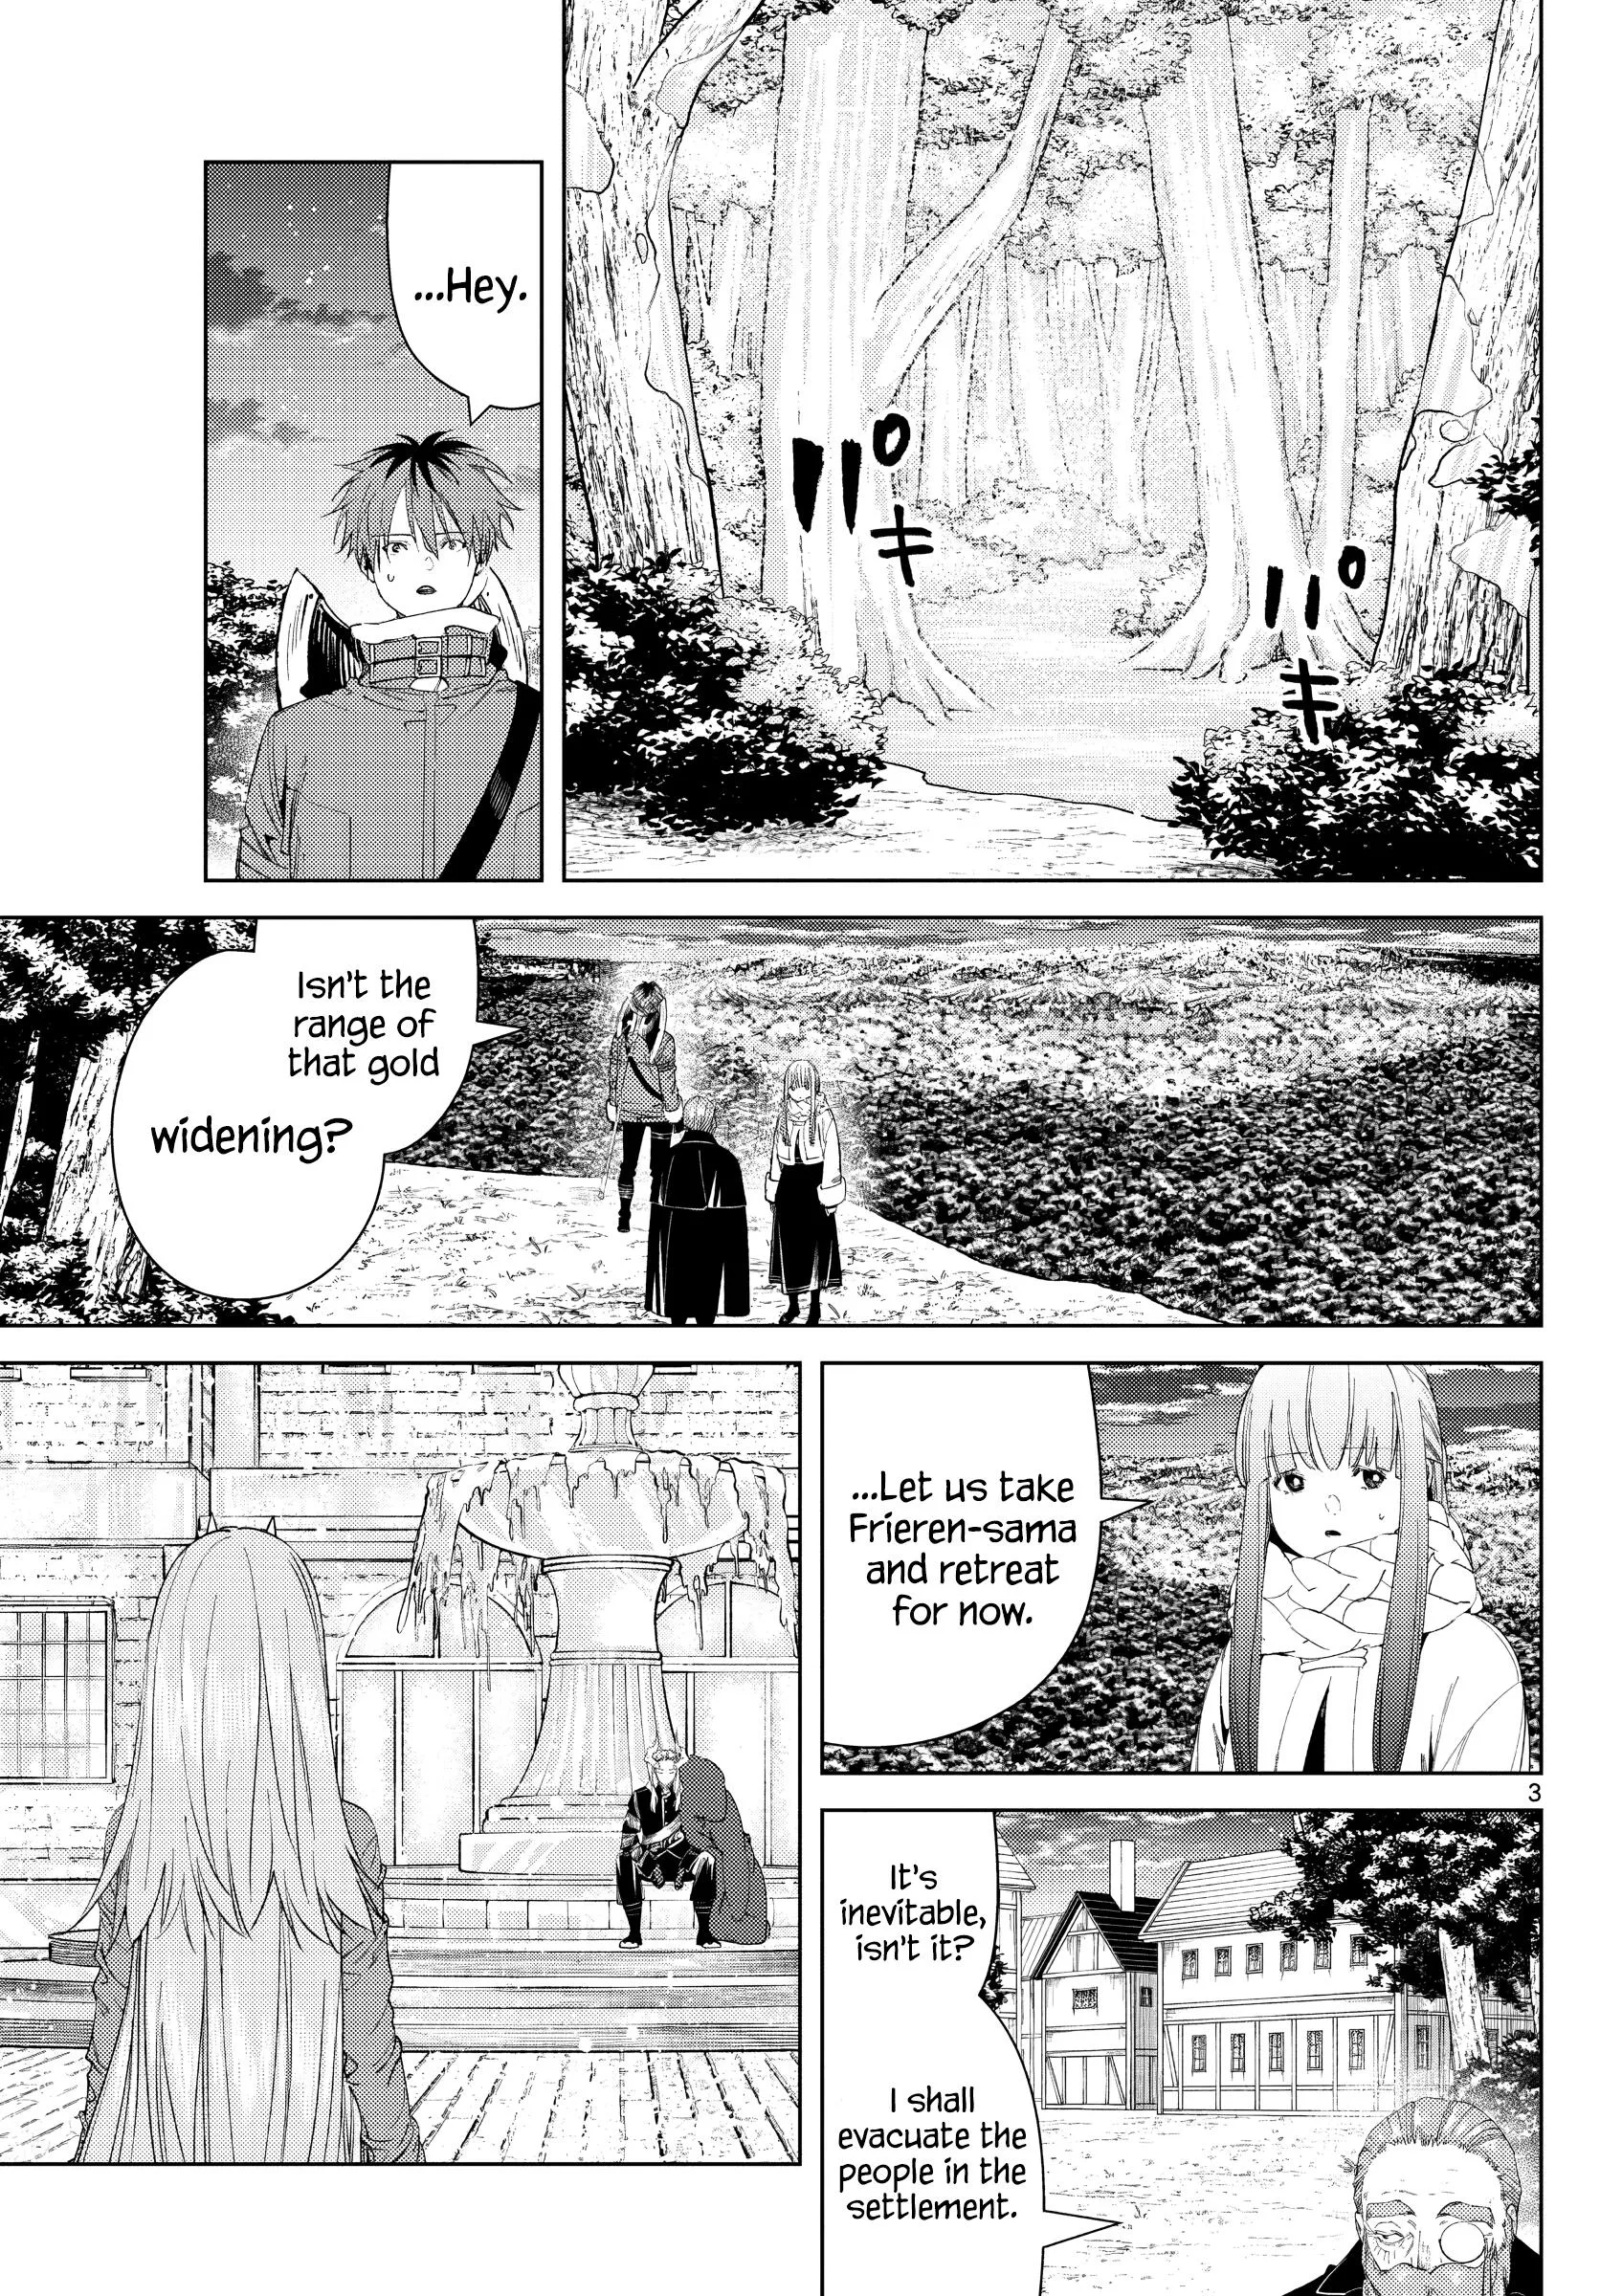 パキ
パキ
...Hey.
Isn't the
range of
that gold
widening?
...Let us take
Frieren-sama
and retreat
for now.
3
It's
inevitable,
isn't it?
I shall
evacuate the
people in the
settlement.